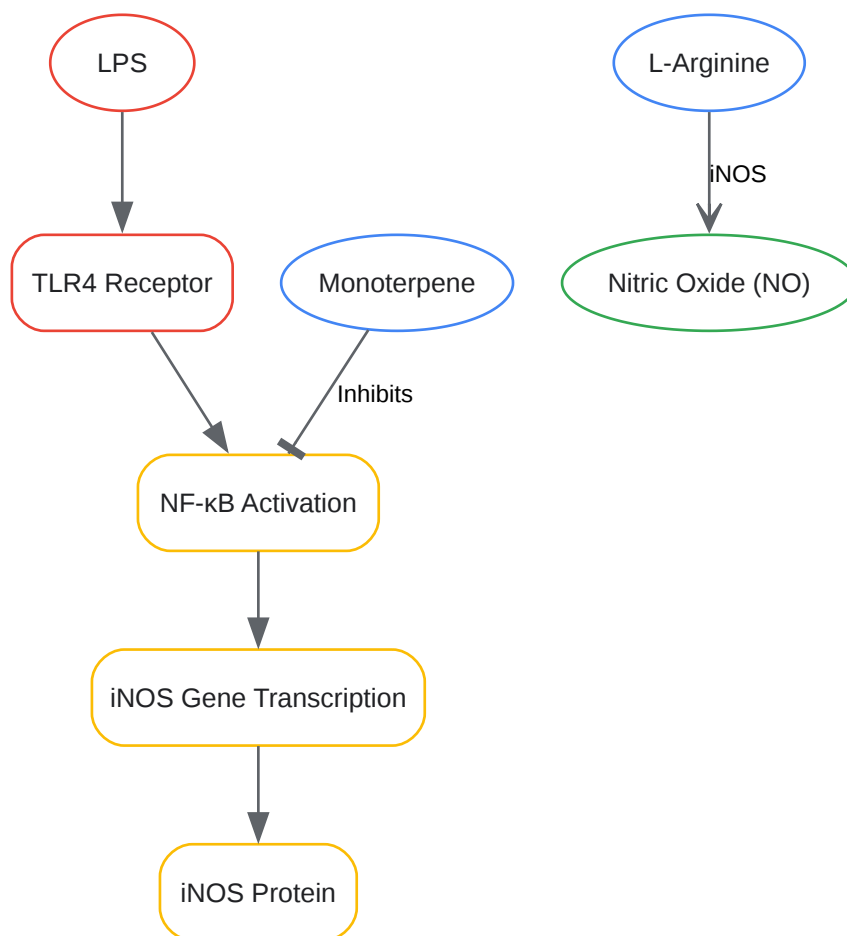 LPS
L-Arginine
iNOS
TLR4 Receptor
Monoterpene
Nitric Oxide (NO)
Inhibits
NF-κB Activation
iNOS Gene Transcription
iNOS Protein